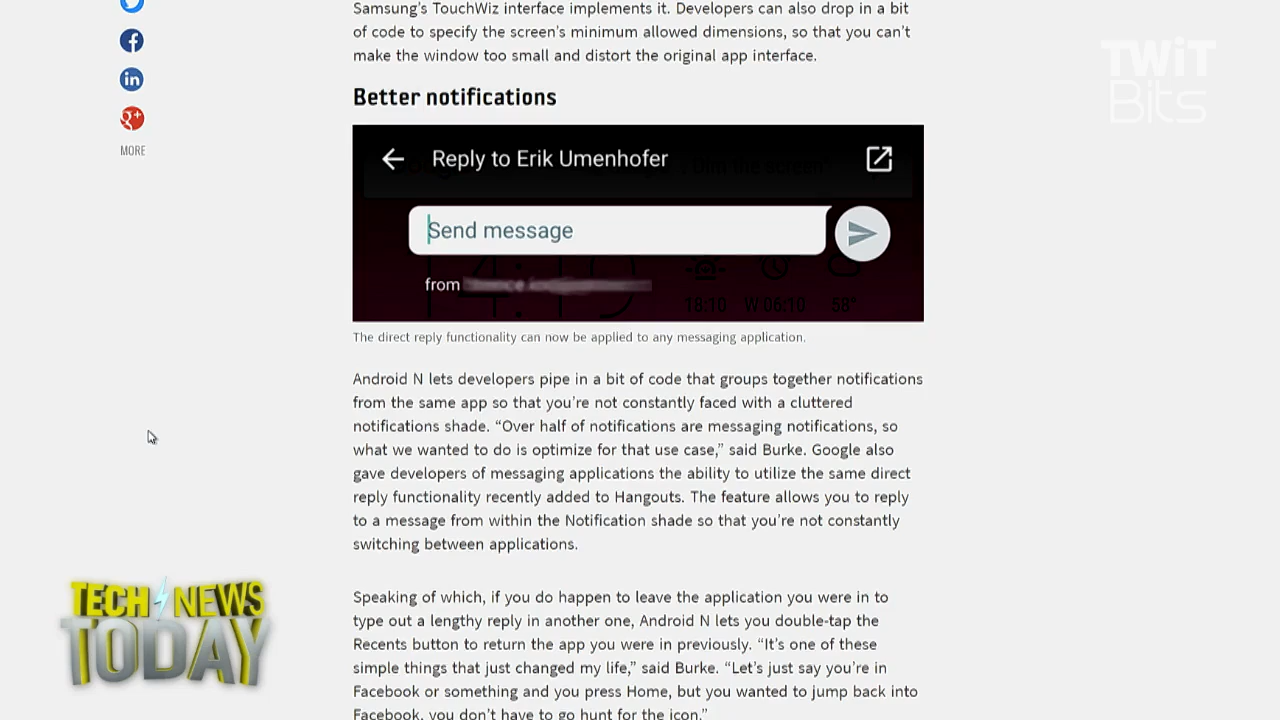 Samsung's TouchWiz interface implements it. Developers can also drop in a bit
of code to specify the screen's minimum allowed dimensions, so that you can't
make the window too small and distort the original app interface.
TWiT
Bits
in
g+
MORE
Better notifications
Reply to Erik Umenhofer
Send message
from
18:10 W 06:10 58°
The direct reply functionality can now be applied to any messaging application.
Android N lets developers pipe in a bit of code that groups together notifications
from the same app so that you're not constantly faced with a cluttered
notifications shade. “Over half of notifications are messaging notifications, so
what we wanted to do is optimize for that use case,” said Burke. Google also
gave developers of messaging applications the ability to utilize the same direct
reply functionality recently added to Hangouts. The feature allows you to reply
to a message from within the Notification shade so that you're not constantly
switching between applications.
Speaking of which, if you do happen to leave the application you were in to
type out a lengthy reply in another one, Android N lets you double-tap the
Recents button to return the app you were in previously. “It's one of these
simple things that just changed my life,” said Burke. “Let's just say you're in
Facebook or something and you press Home, but you wanted to jump back into
Facebook, you don't have to go hunt for the icon.”
TECH NEWS
TODAY